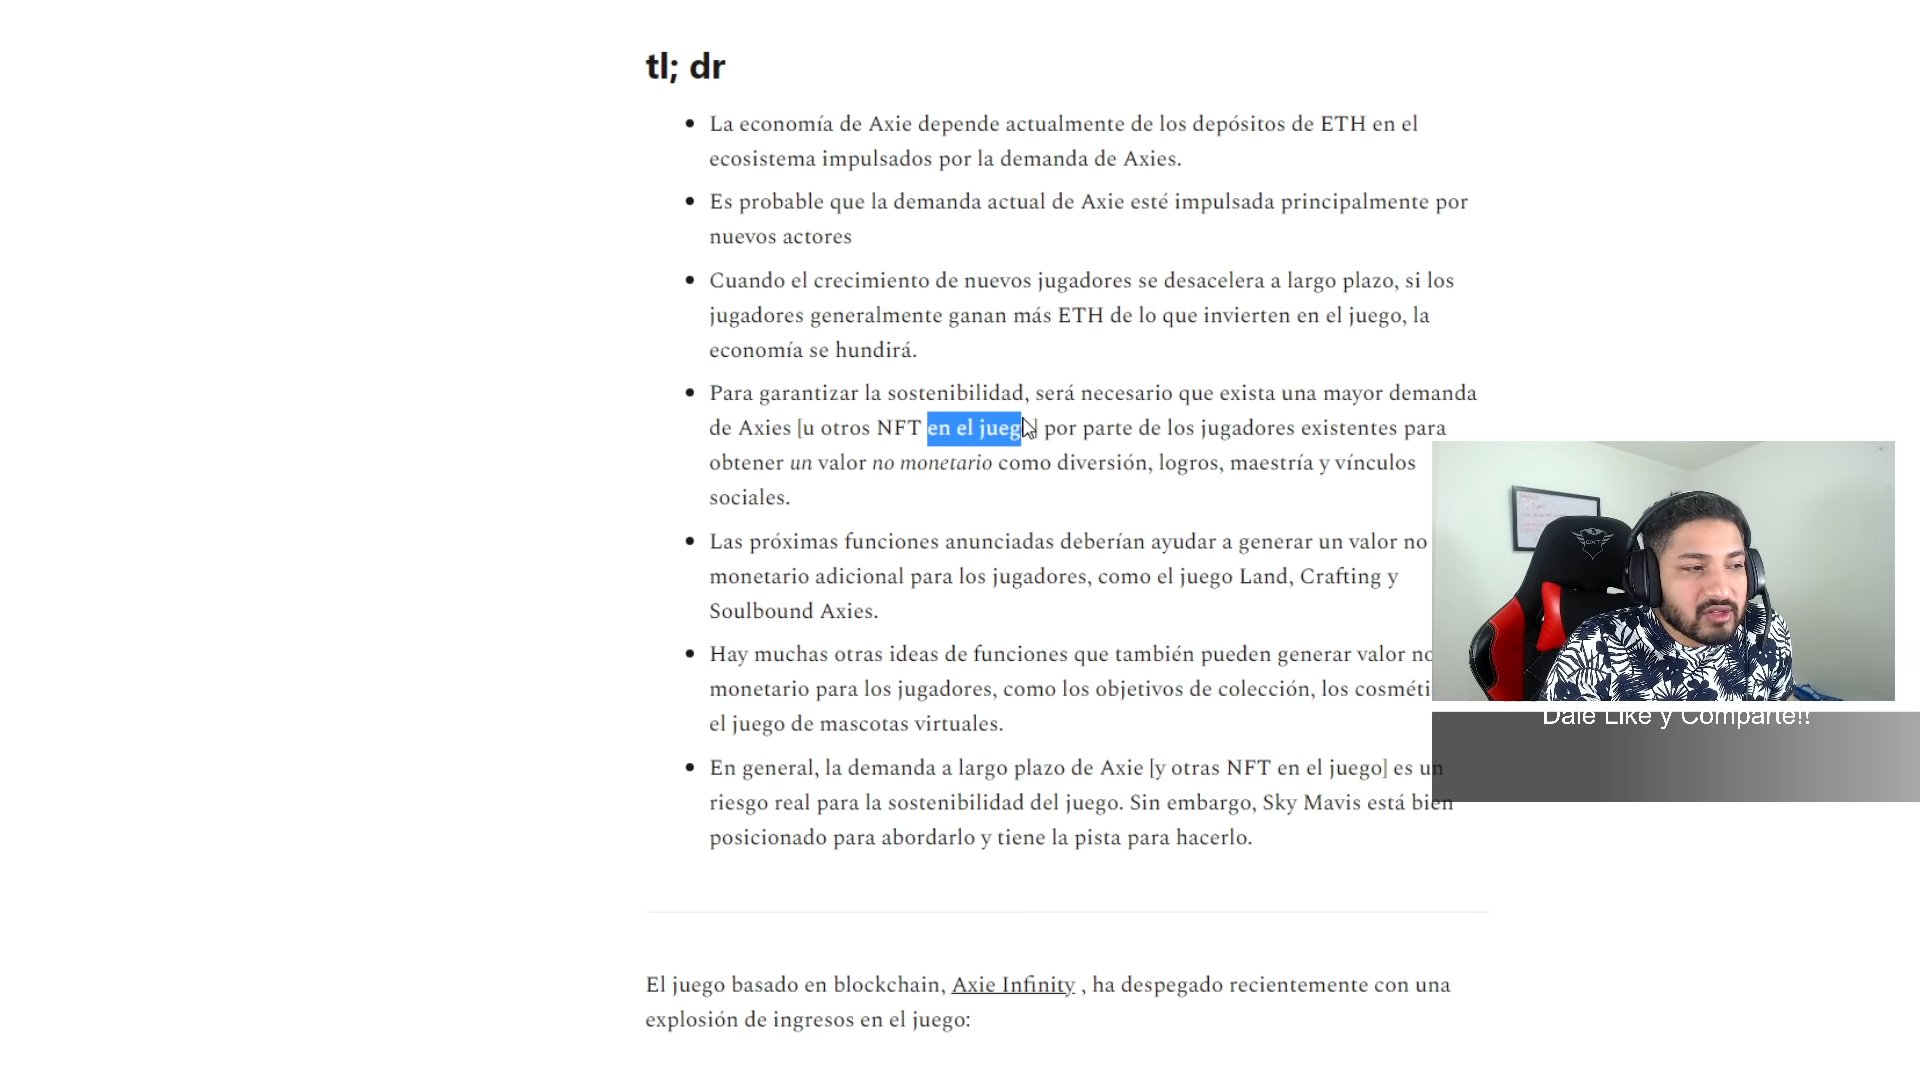 tl; dr
La economía de Axie depende actualmente de los depósitos de ETH en el
ecosistema impulsados por la demanda de Axies.
Es probable que la demanda actual de Axie esté impulsada principalmente por
nuevos actores
Cuando el crecimiento de nuevos jugadores se desacelera a largo plazo, si los
jugadores generalmente ganan más ETH de lo que invierten en el juego, la
economía se hundirá.
Para garantizar la sostenibilidad, será necesario que exista una mayor demanda
de Axies [u otros NFT en el juego] por parte de los jugadores existentes para
obtener un valor no monetario como diversión, logros, maestría y vínculos
sociales.
Las próximas funciones anunciadas deberían ayudar a generar un valor no
monetario adicional para los jugadores, como el juego Land, Crafting y
Soulbound Axies.
Hay muchas otras ideas de funciones que también pueden generar valor no
monetario para los jugadores, como los objetivos de colección, los cosméti
el juego de mascotas virtuales.
En general, la demanda a largo plazo de Axie [y otras NFT en el juego] es un
riesgo real para la sostenibilidad del juego. Sin embargo, Sky Mavis está bien
posicionado para abordarlo y tiene la pista para hacerlo.
El juego basado en blockchain, Axie Infinity , ha despegado recientemente con una
explosión de ingresos en el juego:
Dale Like y Comparte!!